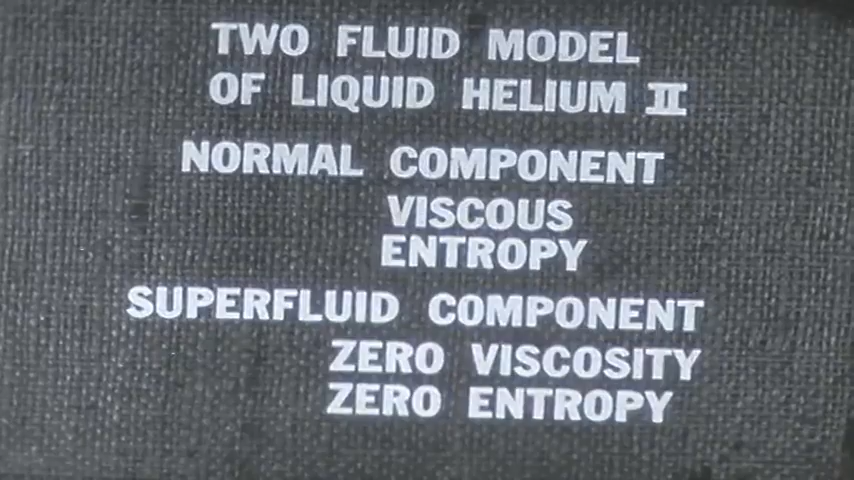 TWO FLUID MODEL
OF LIQUID HELIUM II
NORMAL COMPONENT
VISCOUS
ENTROPY
SUPERFLUID COMPONENT
ZERO VISCOSITY
ZERO ENTROPY